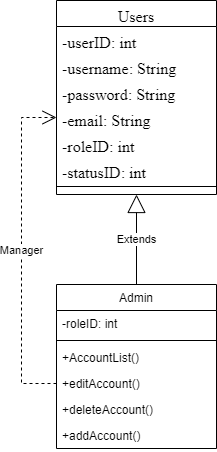 Users
-userID: int
-username: String
-password: String
-email: String
-roleID: int
-statusID: int
Extends
Manager
Admin
-roleID: int
+AccountList()
+editAccount()
+deleteAccount()
+addAccount()